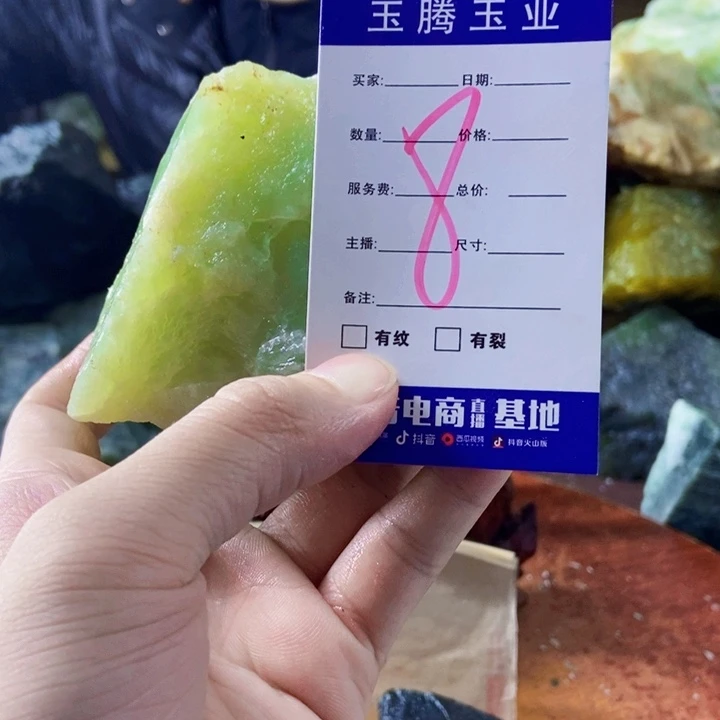 玉腾玉业
买家: 日期:
数量: 价格:
服务费: 总价:
主播: 尺寸:
备注:
8
有纹 有裂
音电商直播基地
抖音 西瓜视频 抖音火山版